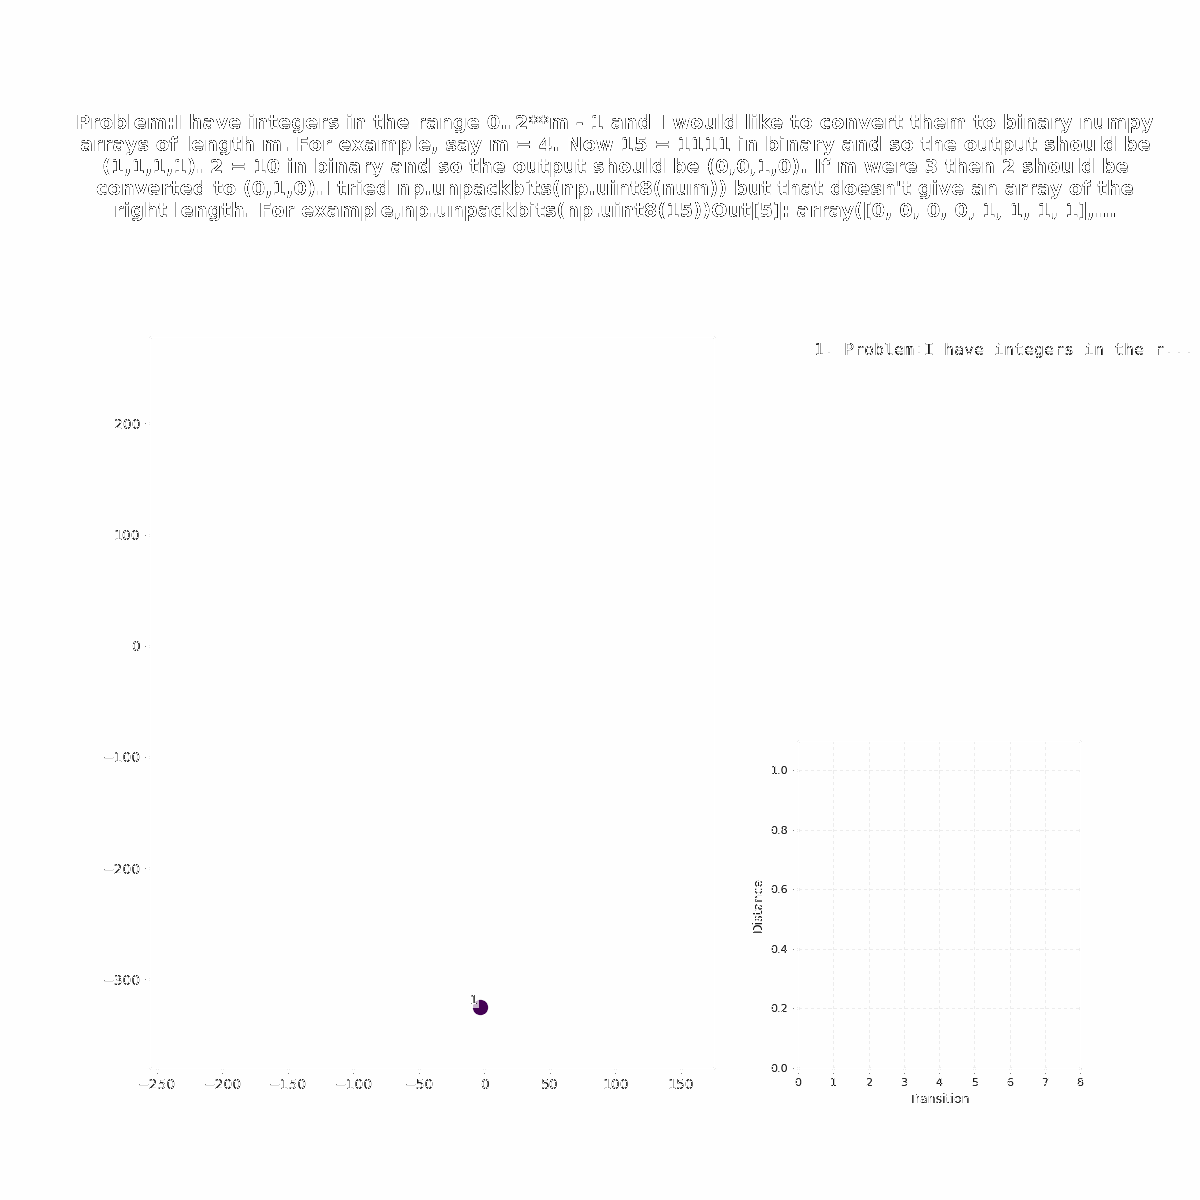 Problem:I have integers in the range 0..2**m - 1 and I would like to convert them to binary numpy
arrays of length m. For example, say m = 4. Now 15 = 1111 in binary and so the output should be
(1,1,1,1). 2 = 10 in binary and so the output should be (0,0,1,0). If m were 3 then 2 should be
converted to (0,1,0).I tried np.unpackbits(np.uint8(num)) but that doesn't give an array of the
right length. For example,np.unpackbits(np.uint8(15))Out[5]: array([0, 0, 0, 0, 1, 1, 1, 1],...
1. Problem:I have integers in the r...
200
100
0
−100
−200
−300
1
−250 −200 −150 −100 −50 0 50 100 150
1.0
0.8
0.6
0.4
0.2
0.0
Distance
0 1 2 3 4 5 6 7 8
Transition